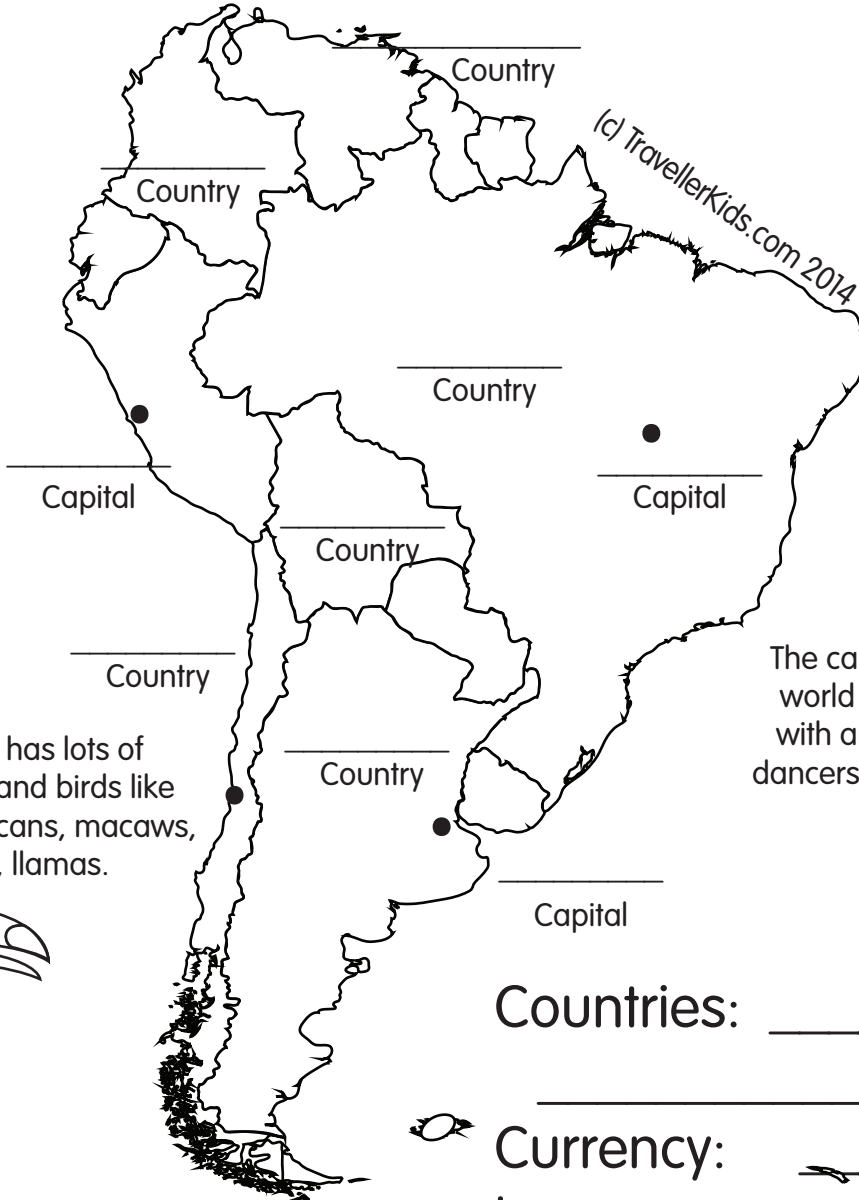 Country
(c) TravellerKids.com 2014
Country
Country
Capital
Capital
Country
Country
The ca
world
with a
dancers
has lots of
and birds like
cans, macaws,
, llamas.
Country
Capital
Countries:
Currency: